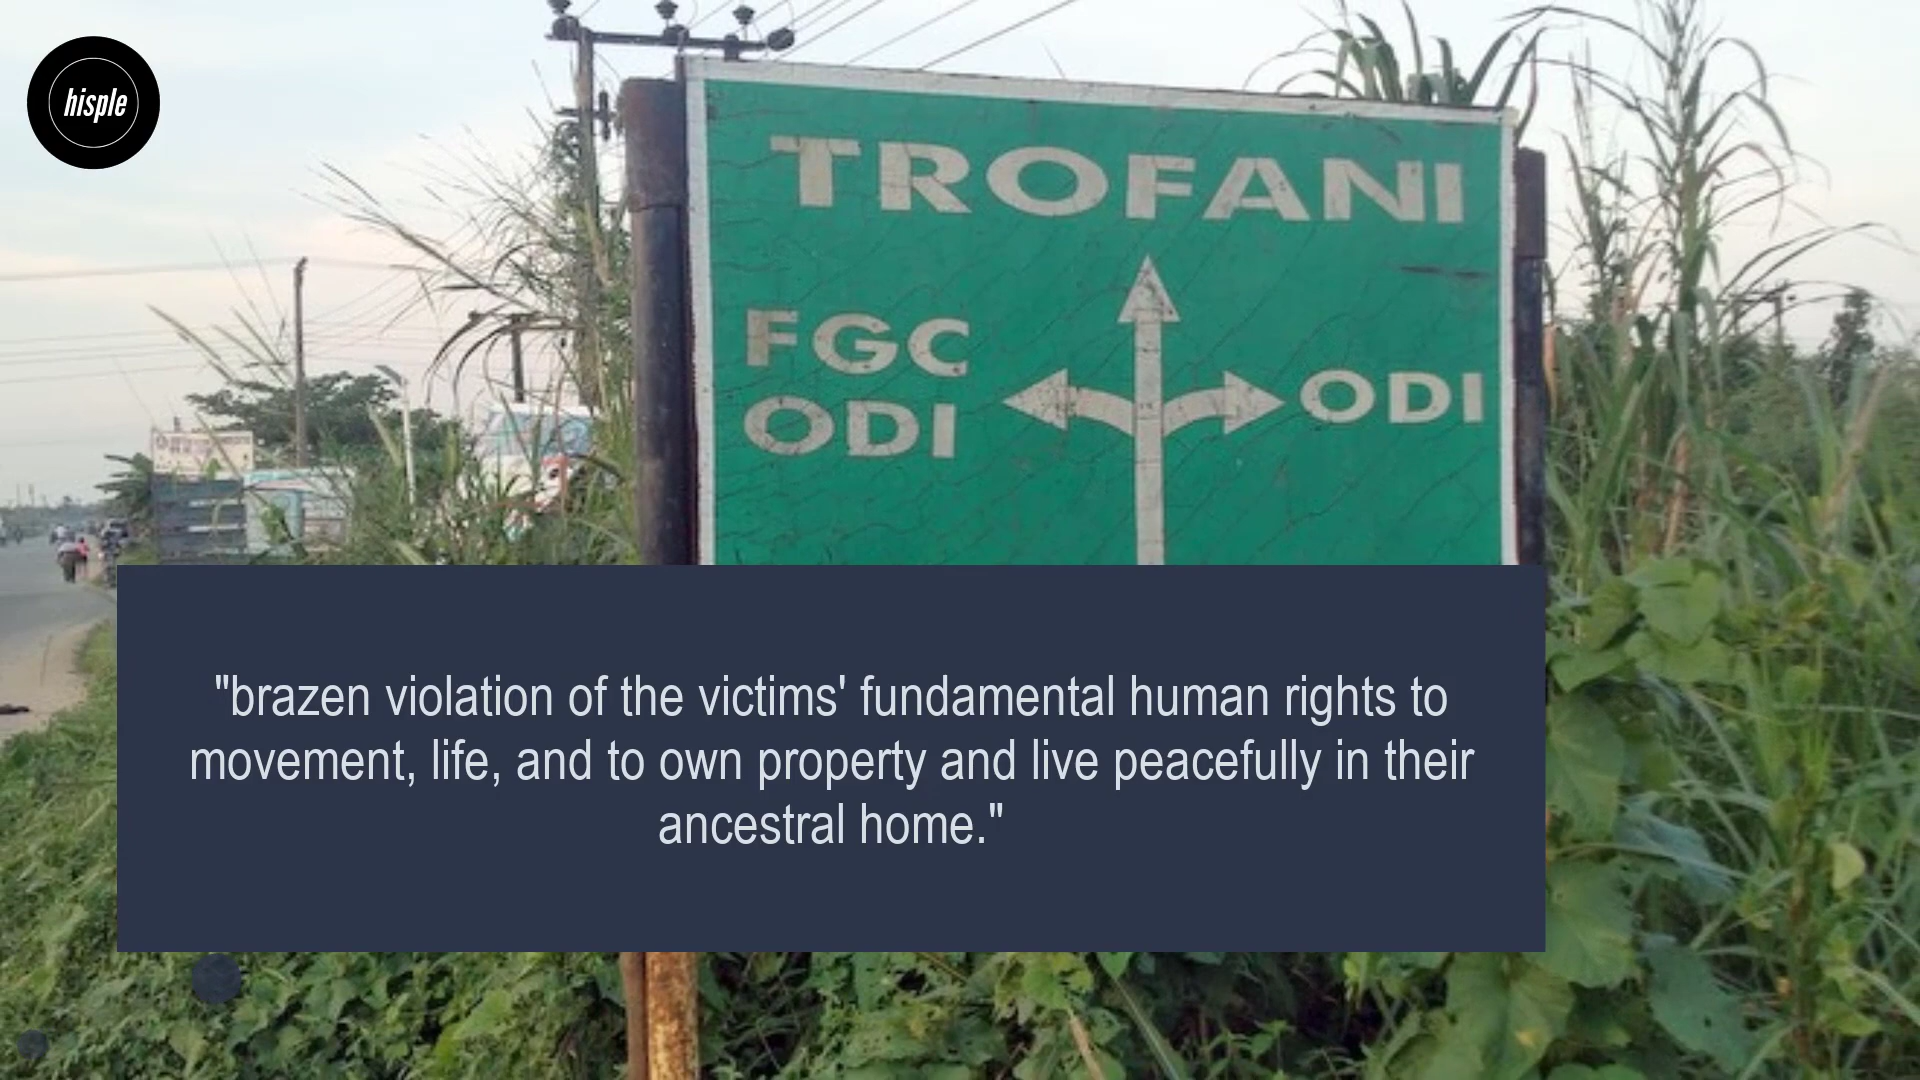 hisple
TROFANI
FGC
ODI
ODI
"brazen violation of the victims' fundamental human rights to
movement, life, and to own property and live peacefully in their
ancestral home."